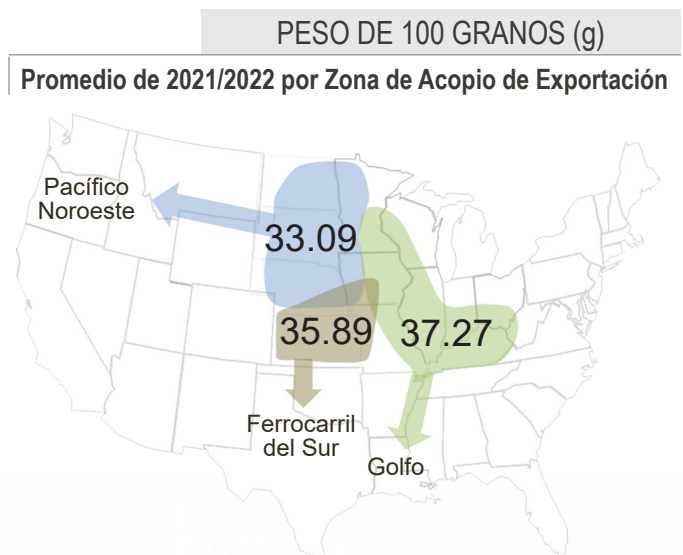 PESO DE 100 GRANOS (g)
Promedio de 2021/2022 por Zona de Acopio de Exportación
Pacífico
Noroeste
33.09
35.89
37.27
Ferrocarril
del Sur
Golfo